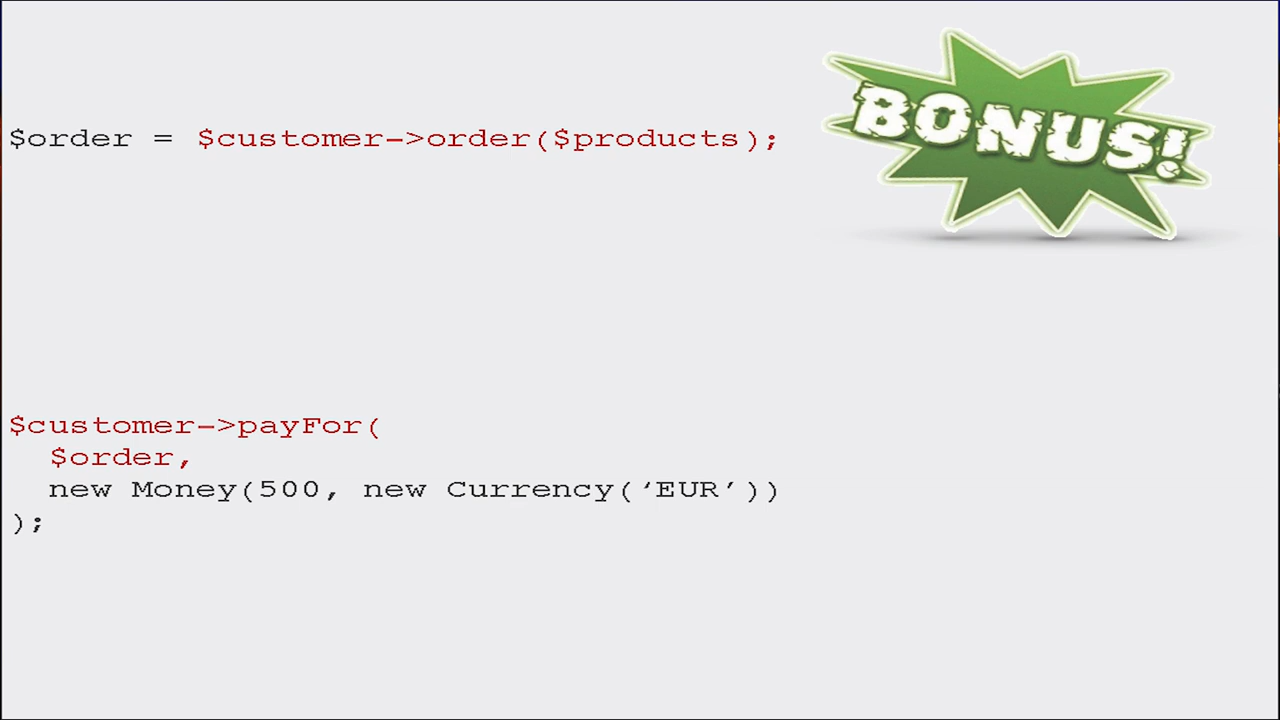 $order = $customer->order($products);
BONUS!
$customer->payFor(
$order,
new Money(500, new Currency(‘EUR’))
);